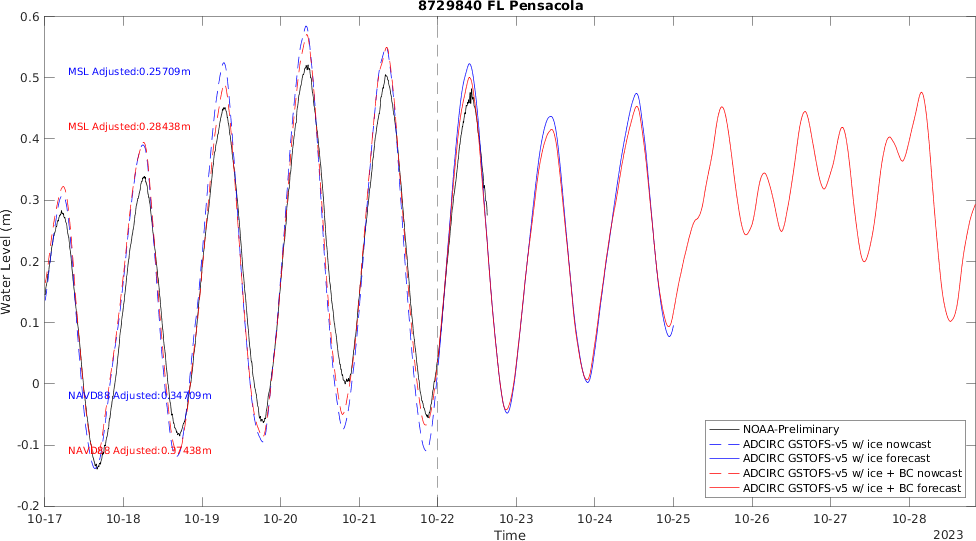 8729840 FL Pensacola
0.6
0.5
0.4
0.3
0.2
0.1
0
-0.1
-0.2
Water Level (m)
MSL Adjusted:0.25709m
MSL Adjusted:0.28438m
NAVD88 Adjusted:0.34709m
NAVD88 Adjusted:0.37438m
NOAA-Preliminary
ADCIRC GSTOFS-v5 w/ ice nowcast
ADCIRC GSTOFS-v5 w/ ice forecast
ADCIRC GSTOFS-v5 w/ ice + BC nowcast
ADCIRC GSTOFS-v5 w/ ice + BC forecast
10-17 10-18 10-19 10-20 10-21 10-22 10-23 10-24 10-25 10-26 10-27 10-28
Time
2023